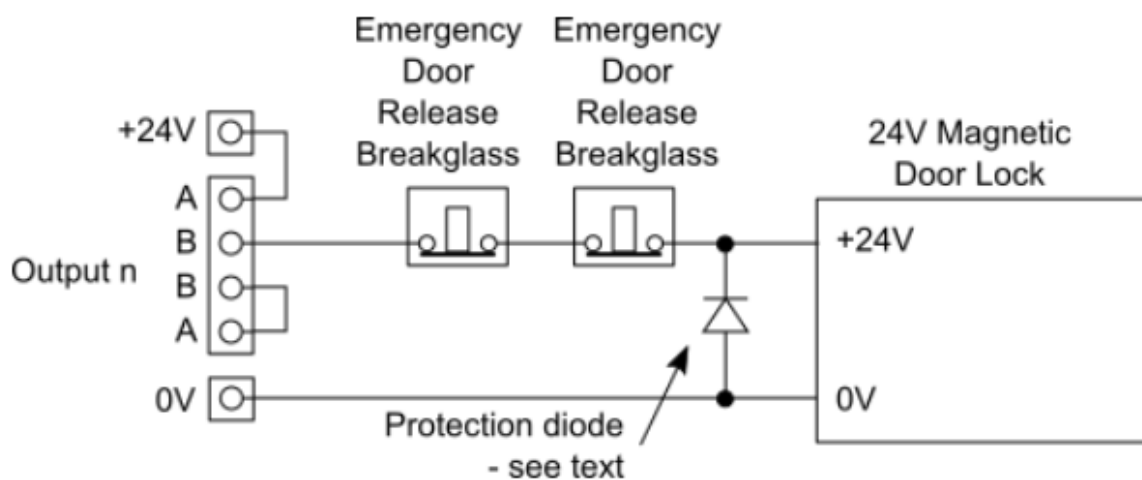 Emergency
Door
Release
Breakglass
Emergency
Door
Release
Breakglass
24V Magnetic
Door Lock
+24V
A
B
B
A
Output n
0V
+24V
0V
Protection diode
- see text